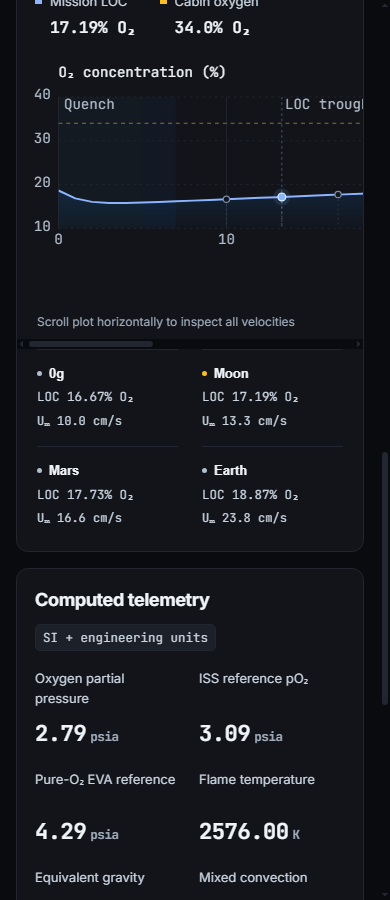 Mission LOC
Cabin oxygen
17.19% O₂
34.0% O₂
O₂ concentration (%)
40
Quench
LOC trough
30
20
10
0
10
Scroll plot horizontally to inspect all velocities
0g
Moon
LOC 16.67% O₂
LOC 17.19% O₂
U∞ 10.0 cm/s
U∞ 13.3 cm/s
Mars
Earth
LOC 17.73% O₂
LOC 18.87% O₂
U∞ 16.6 cm/s
U∞ 23.8 cm/s
Computed telemetry
SI + engineering units
Oxygen partial
pressure
ISS reference pO₂
2.79 psia
3.09 psia
Pure-O₂ EVA reference
Flame temperature
4.29 psia
2576.00 K
Equivalent gravity
Mixed convection